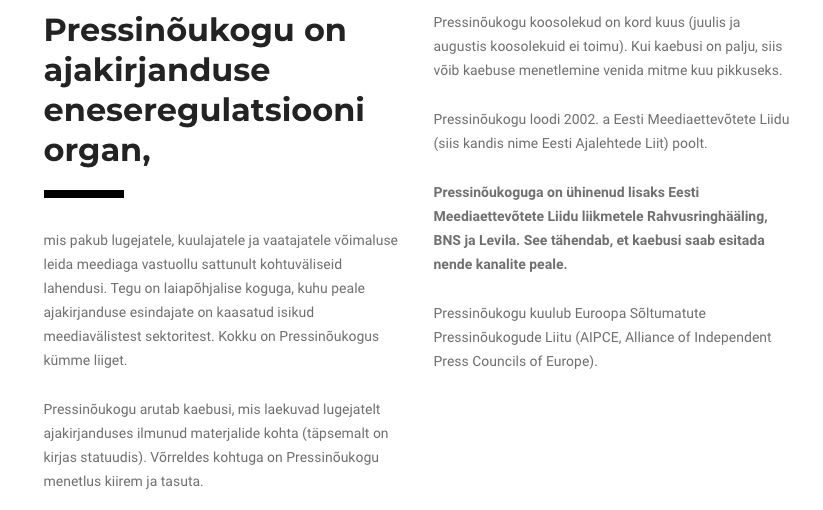 Pressinõukogu on
ajakirjanduse
eneseregulatsiooni
organ,
mis pakub lugejatele, kuulajatele ja vaatajatele võimaluse
leida meediaga vastuollu sattunult kohtuväliseid
lahendusi. Tegu on laiapõhjalise koguga, kuhu peale
ajakirjanduse esindajate on kaasatud isikud
meediavälistest sektoritest. Kokku on Pressinõukogus
kümme liiget.
Pressinõukogu arutab kaebusi, mis laekuvad lugejatelt
ajakirjanduses ilmunud materjalide kohta (täpsemalt on
kirjas statuudis). Võrreldes kohtuga on Pressinõukogu
menetlus kiirem ja tasuta.
Pressinõukogu koosolekud on kord kuus (juulis ja
augustis koosolekuid ei toimu). Kui kaebusi on palju, siis
võib kaebuse menetlemine venida mitme kuu pikkuseks.
Pressinõukogu loodi 2002. a Eesti Meediaettevõtete Liidu
(siis kandis nime Eesti Ajalehtede Liit) poolt.
Pressinõukoguga on ühinenud lisaks Eesti
Meediaettevõtete Liidu liikmetele Rahvusringhääling,
BNS ja Levila. See tähendab, et kaebusi saab esitada
nende kanalite peale.
Pressinõukogu kuulub Euroopa Sõltumatute
Pressinõukogude Liitu (AIPCE, Alliance of Independent
Press Councils of Europe).